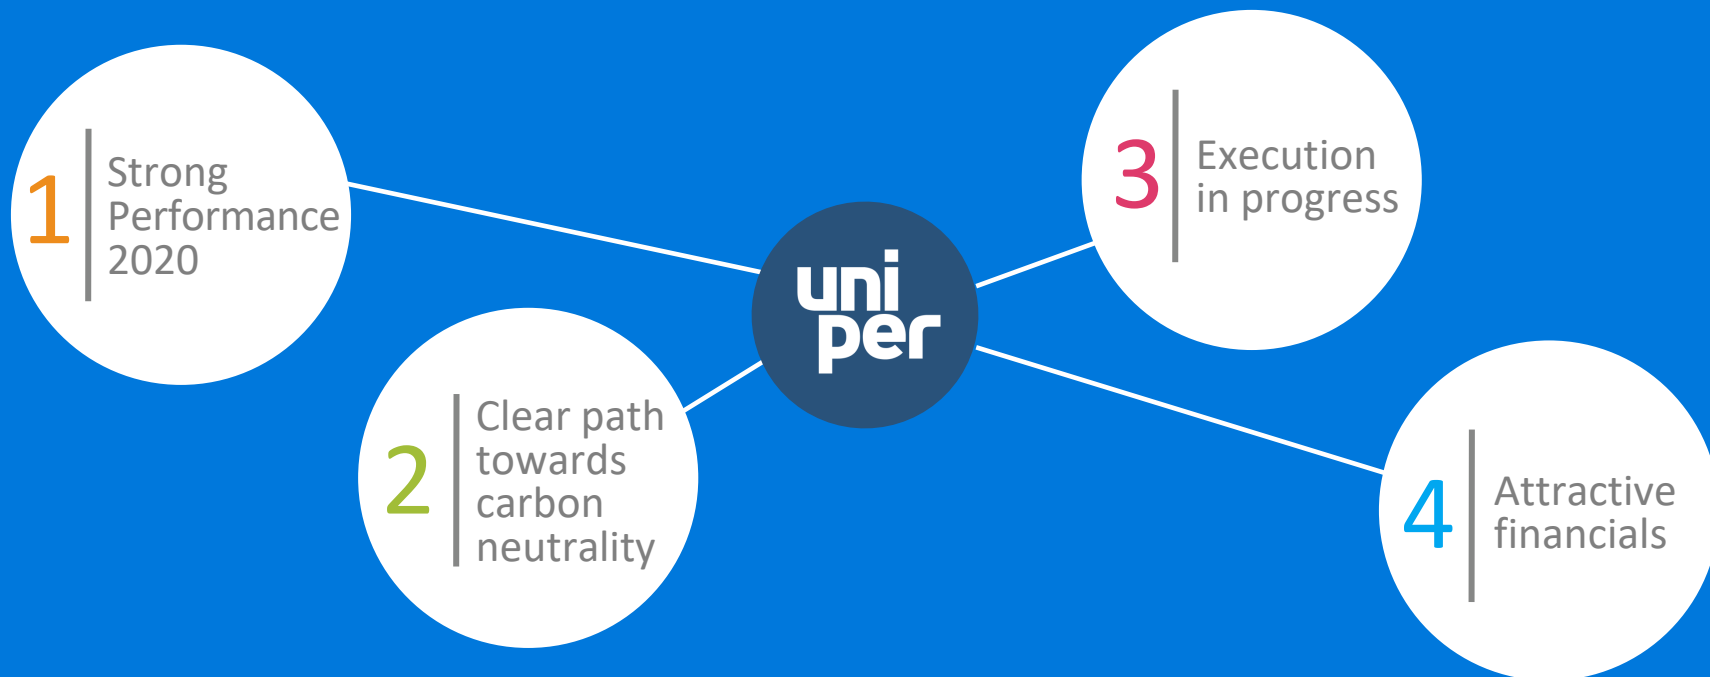 1
Strong
Performance
2020
2
Clear path
towards
carbon
neutrality
uni
per
3
Execution
in progress
4
Attractive
financials